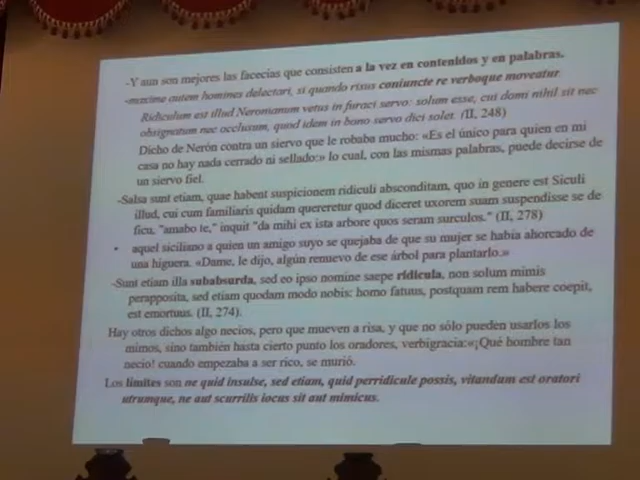 -Y aun son mejores las facecias que consisten a la vez en contenidos y en palabras.
-maxime autem homines delectari, si quando risus coniuncte re verboque moveatur
Ridiculum est illud Neronianum vetus in furaci servo: solum esse, cui domi nihil sit nec
obsignatum nec occlusum, quod idem in bono servo dici solet. (II, 248)
Dicho de Nerón contra un siervo que le robaba mucho: «Es el único para quien en mi
casa no hay nada cerrado ni sellado:» lo cual, con las mismas palabras, puede decirse de
un siervo fiel.
-Salsa sunt etiam, quae habent suspicionem ridiculi absconditam, quo in genere est Siculi
illud, cui cum familiaris quidam quereretur quod diceret uxorem suam suspendisse se de
ficu, "amabo te," inquit "da mihi ex ista arbore quos seram surculos." (II, 278)
• aquel siciliano a quien un amigo suyo se quejaba de que su mujer se había ahorcado de
una higuera. «Dame, le dijo, algún renuevo de ese árbol para plantarlo.»
-Sunt etiam illa subabsurda, sed eo ipso nomine saepe ridicula, non solum mimis
perapposita, sed etiam quodam modo nobis: homo fatuus, postquam rem habere coepit,
est emortuus. (II, 274).
Hay otros dichos algo necios, pero que mueven a risa, y que no sólo pueden usarlos los
mimos, sino también hasta cierto punto los oradores, verbigracia:«¡Qué hombre tan
necio! cuando empezaba a ser rico, se murió.
Los límites son ne quid insulse, sed etiam, quid perridicule possis, vitandum est oratori
utrumque, ne aut scurrilis iocus sit aut mimicus.